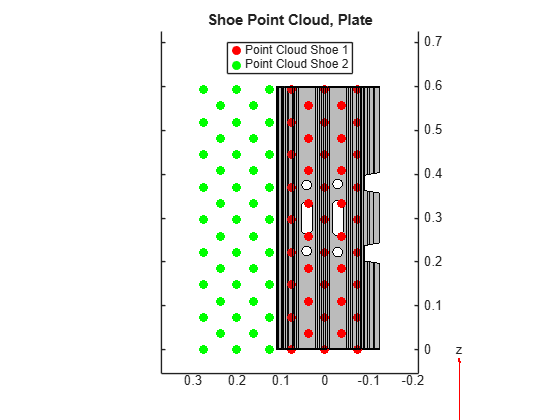 Shoe Point Cloud, Plate
Point Cloud Shoe 1
Point Cloud Shoe 2
0.7
0.6
0.5
0.4
0.3
0.2
0.1
0
0.3 0.2 0.1 0 -0.1 -0.2
z